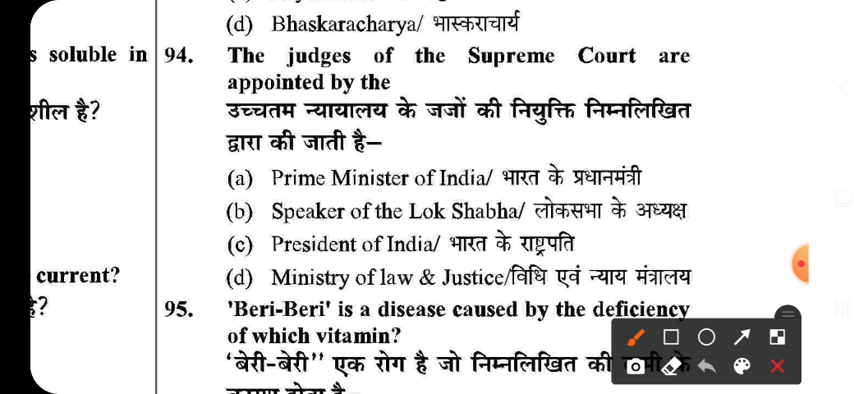 (d) Bhaskaracharya/ भास्कराचार्य
s soluble in
शील है?
current?
है?
94. The judges of the Supreme Court are
appointed by the
उच्चतम न्यायालय के जजों की नियुक्ति निम्नलिखित
द्वारा की जाती है–
(a) Prime Minister of India/ भारत के प्रधानमंत्री
(b) Speaker of the Lok Shabha/ लोकसभा के अध्यक्ष
(c) President of India/ भारत के राष्ट्रपति
(d) Ministry of law & Justice/विधि एवं न्याय मंत्रालय
95. 'Beri-Beri' is a disease caused by the deficiency
of which vitamin?
‘बेरी-बेरी’’ एक रोग है जो निम्नलिखित की